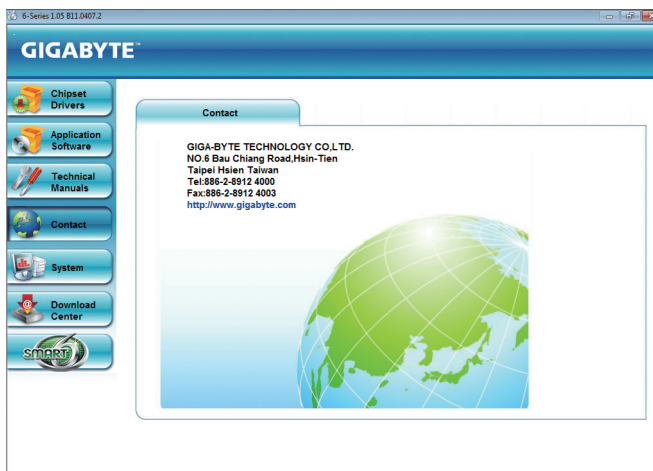 6-Series 1.05 B11.0407.2
GIGABYTE™
Chipset
Drivers
Application
Software
Technical
Manuals
Contact
System
Download
Center
SMART 6
Contact
GIGA-BYTE TECHNOLOGY CO,LTD.
NO.6 Bau Chiang Road,Hsin-Tien
Taipei Hsien Taiwan
Tel:886-2-8912 4000
Fax:886-2-8912 4003
http://www.gigabyte.com